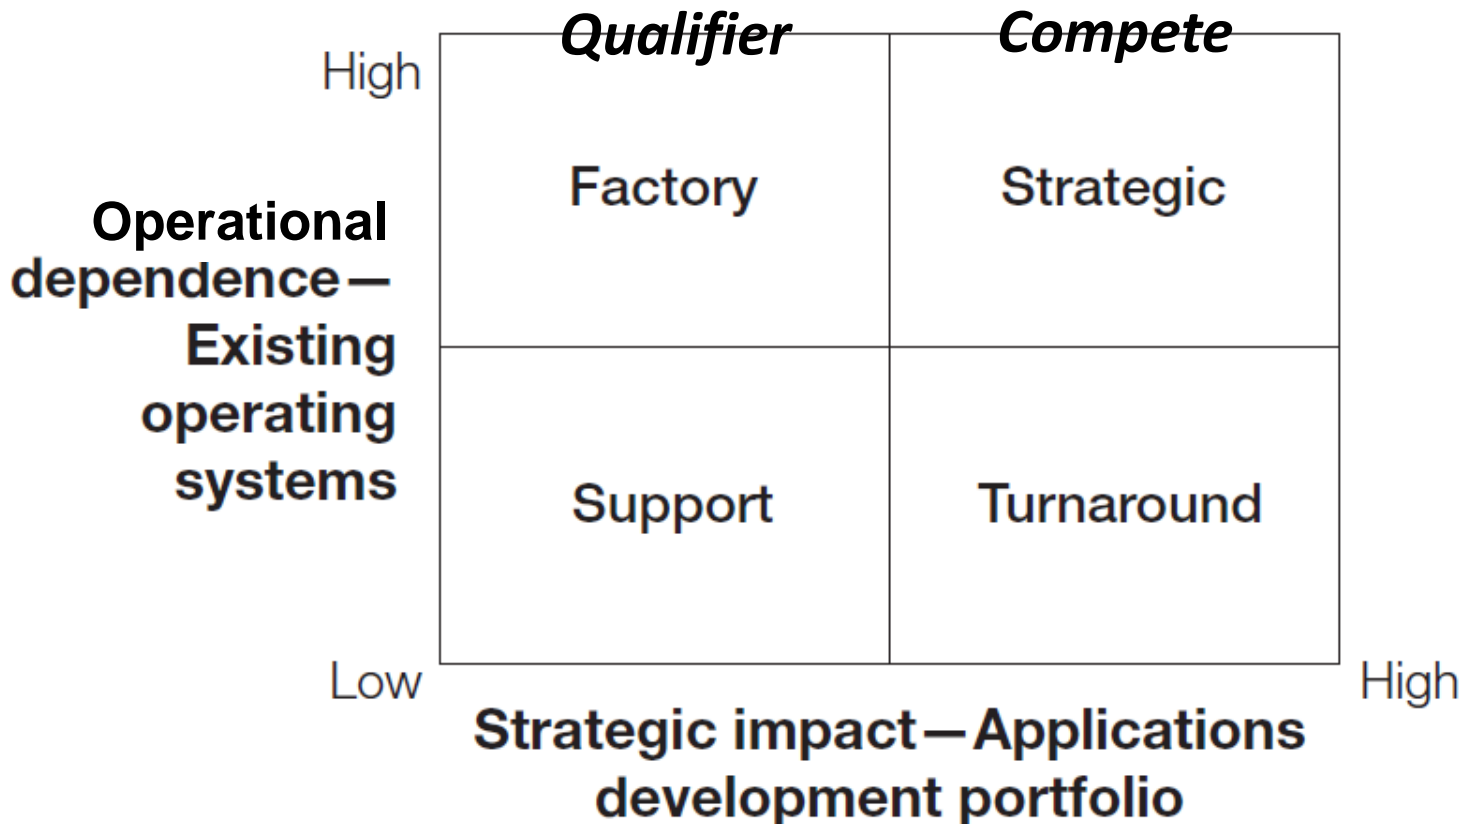 Qualifier
Compete
High
Factory
Strategic
Operational
dependence—
Existing
operating
systems
Support
Turnaround
Low
High
Strategic impact—Applications
development portfolio